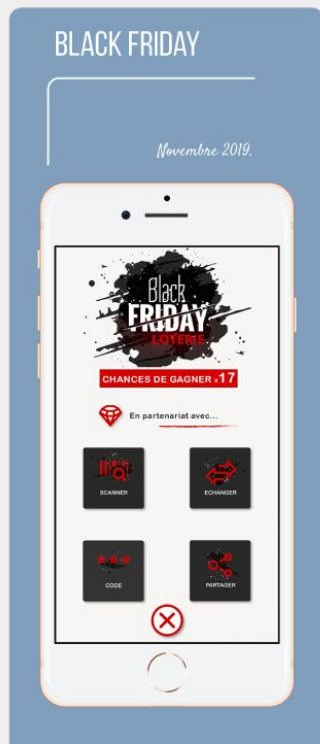 BLACK FRIDAY
Novembre 2019.
Black
FRIDAY
LOTERIE
CHANCES DE GAGNER x17
En partenariat avec...
SCANNER
ECHANGER
CODE
PARTAGER